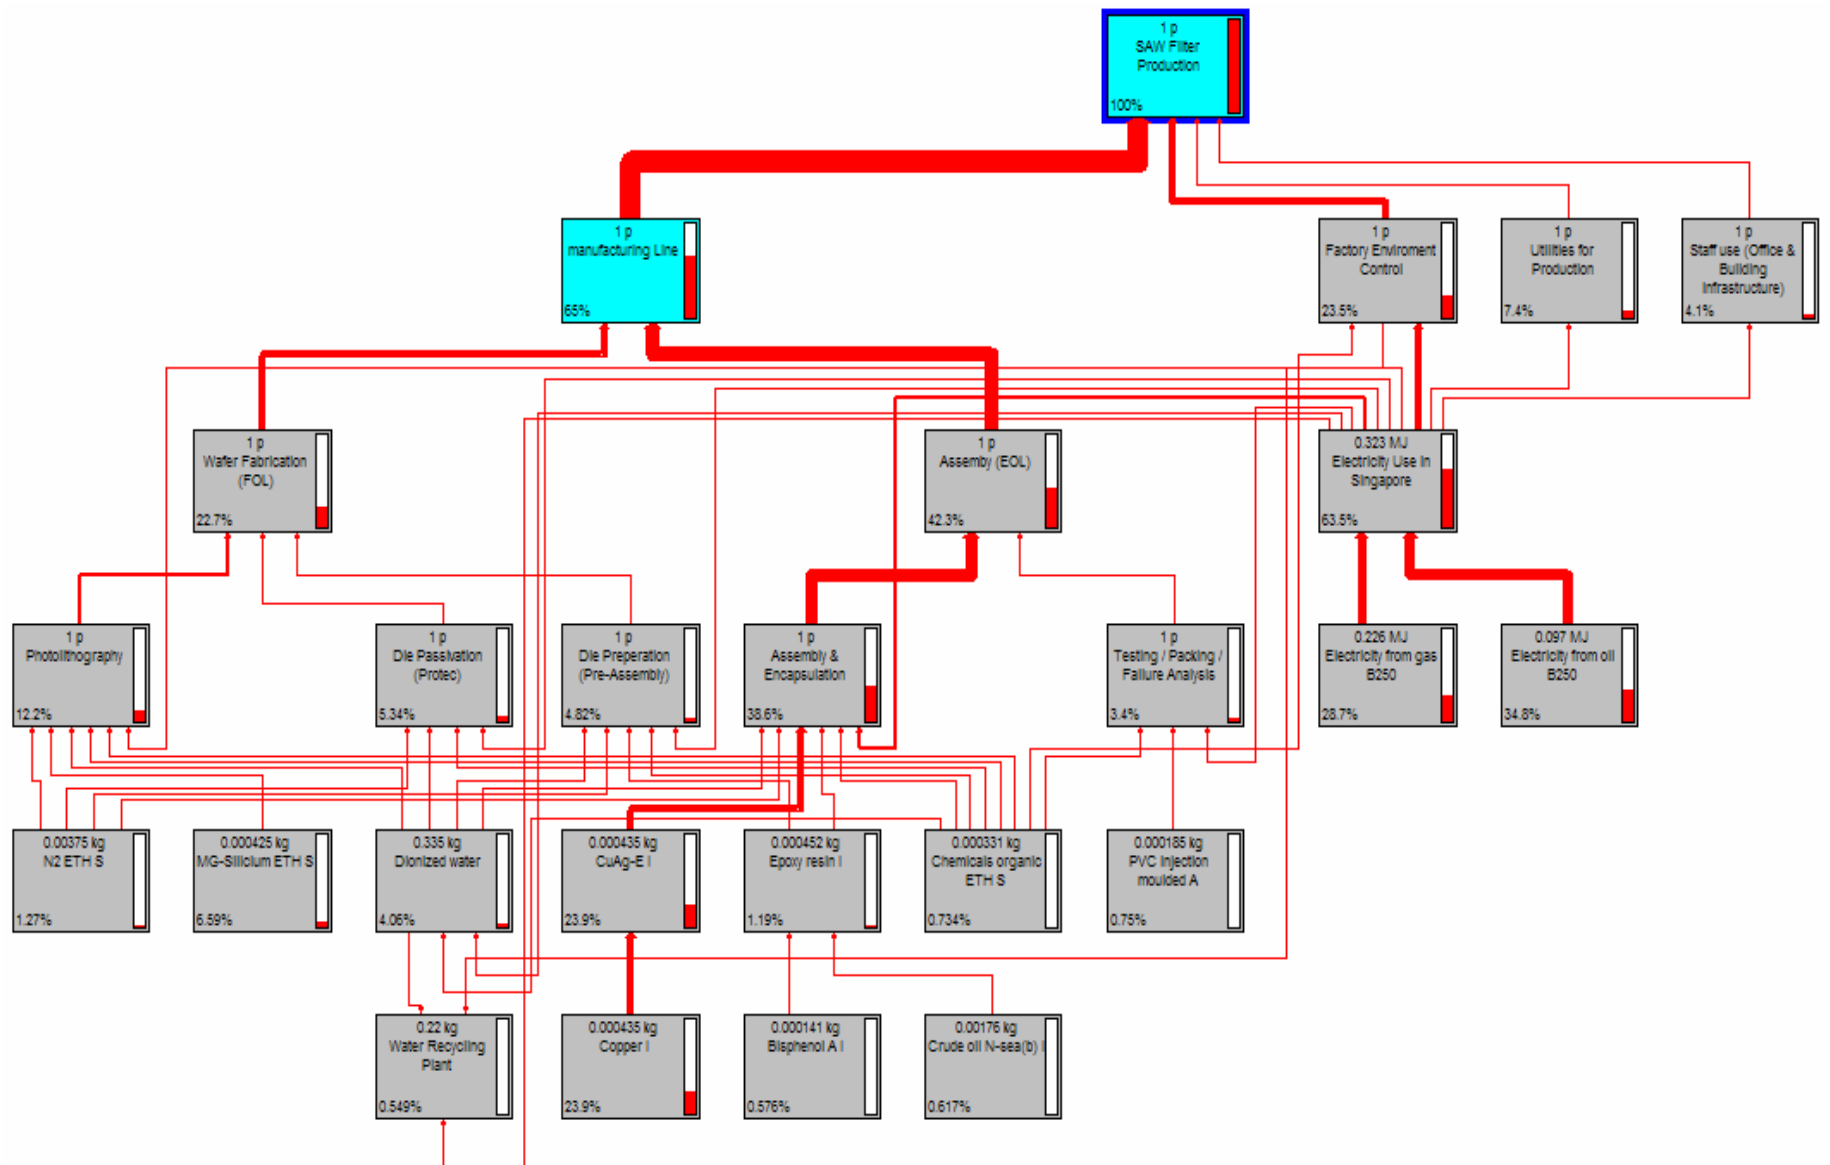 1 p
SAW Filter
Production
100%
1 p
manufacturing Line
65%
1 p
Factory Enviroment
Control
23.5%
1 p
Utilities for
Production
7.4%
1 p
Staff use (Office &
Building
Infrastructure)
4.1%
1 p
Wafer Fabrication
(FOL)
22.7%
1 p
Assemby (EOL)
42.3%
0.323 MJ
Electricity Use in
Singapore
63.5%
1 p
Photolithography
12.2%
1 p
Die Passivation
(Protec)
5.34%
1 p
Die Preperation
(Pre-Assembly)
4.82%
1 p
Assembly &
Encapsulation
38.6%
1 p
Testing / Packing /
Failure Analysis
3.4%
0.226 MJ
Electricity from gas
B250
28.7%
0.097 MJ
Electricity from oil
B250
34.8%
0.00375 kg
N2 ETH S
1.27%
0.000425 kg
MG-Silicium ETH S
6.59%
0.335 kg
Dionized water
4.06%
0.000435 kg
CuAg-E I
23.9%
0.000452 kg
Epoxy resin I
1.19%
0.000331 kg
Chemicals organic
ETH S
0.734%
0.000185 kg
PVC injection
moulded A
0.75%
0.22 kg
Water Recycling
Plant
0.549%
0.000435 kg
Copper I
23.9%
0.000141 kg
Bisphenol A I
0.576%
0.00176 kg
Crude oil N-sea(b) I
0.617%